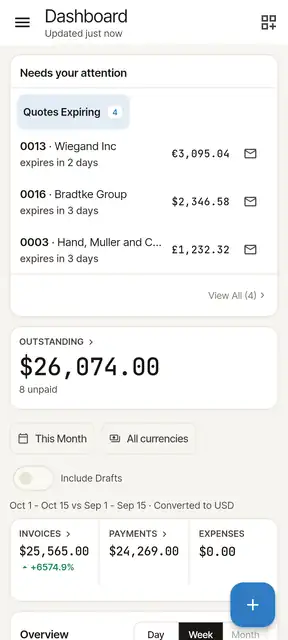 Dashboard
Updated just now
Needs your attention
Quotes Expiring 4
0013 · Wiegand Inc
expires in 2 days
€3,095.04
0016 · Bradtke Group
expires in 3 days
$2,346.58
0003 · Hand, Muller and C...
expires in 3 days
£1,232.32
View All (4)
OUTSTANDING
$26,074.00
8 unpaid
This Month
All currencies
Include Drafts
Oct 1 - Oct 15 vs Sep 1 - Sep 15 · Converted to USD
INVOICES
$25,565.00
+6574.9%
PAYMENTS
$24,269.00
EXPENSES
$0.00
Overview
Day Week Month